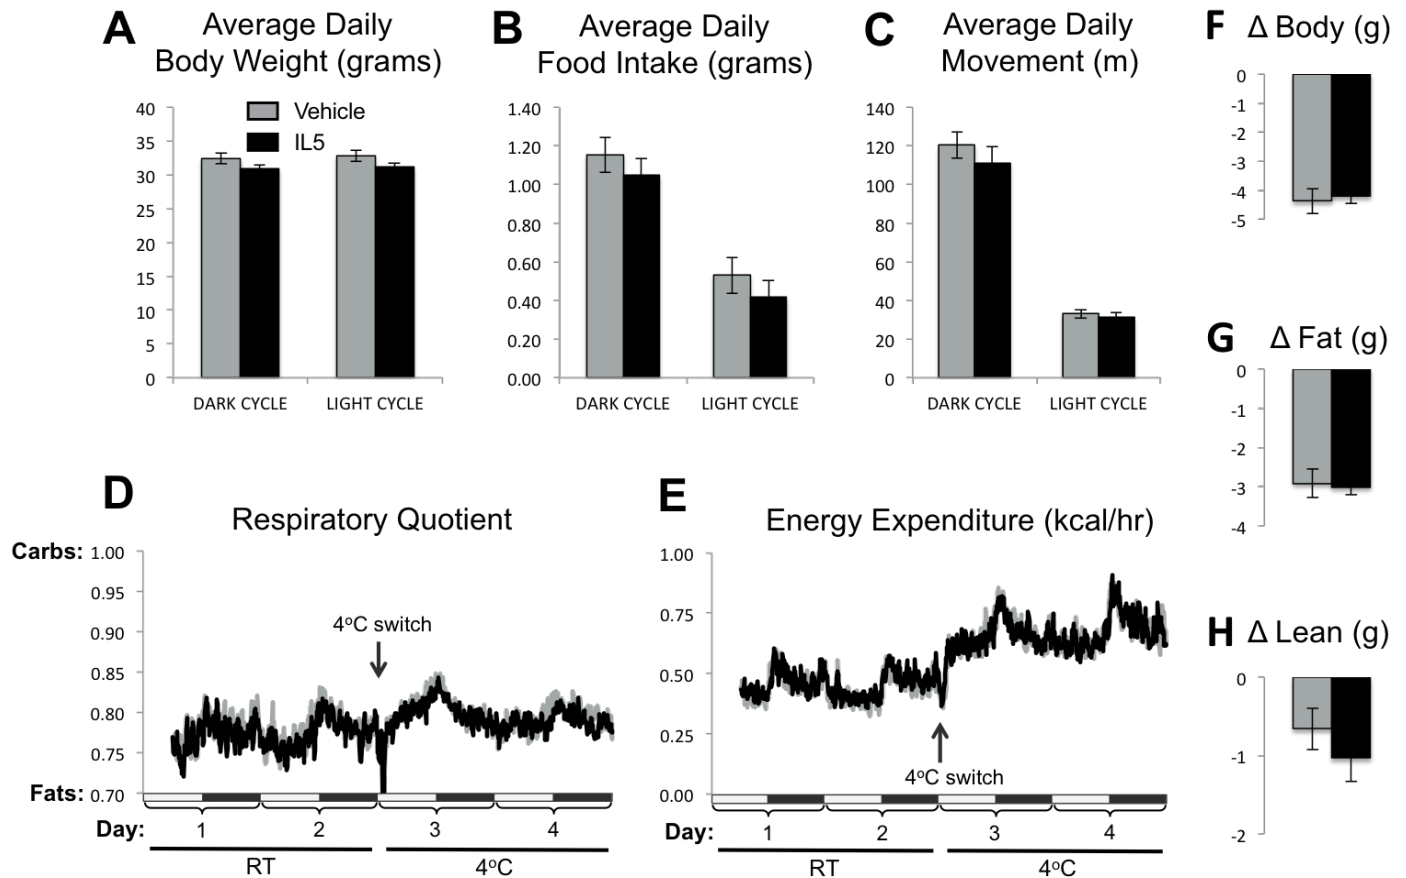 A
Average Daily
Body Weight (grams)
40
35
30
25
20
15
10
5
0
Vehicle
IL5
DARK CYCLE
LIGHT CYCLE
B
Average Daily
Food Intake (grams)
1.40
1.20
1.00
0.80
0.60
0.40
0.20
0.00
DARK CYCLE
LIGHT CYCLE
C
Average Daily
Movement (m)
140
120
100
80
60
40
20
0
DARK CYCLE
LIGHT CYCLE
F
Δ Body (g)
0
-1
-2
-3
-4
-5
G
Δ Fat (g)
0
-1
-2
-3
-4
H
Δ Lean (g)
0
-1
-2
D
Respiratory Quotient
Carbs: 1.00
0.95
0.90
0.85
0.80
0.75
Fats: 0.70
4°C switch
Day: 1 2 3 4
RT 4°C
E
Energy Expenditure (kcal/hr)
1.00
0.75
0.50
0.25
0.00
4°C switch
Day: 1 2 3 4
RT 4°C